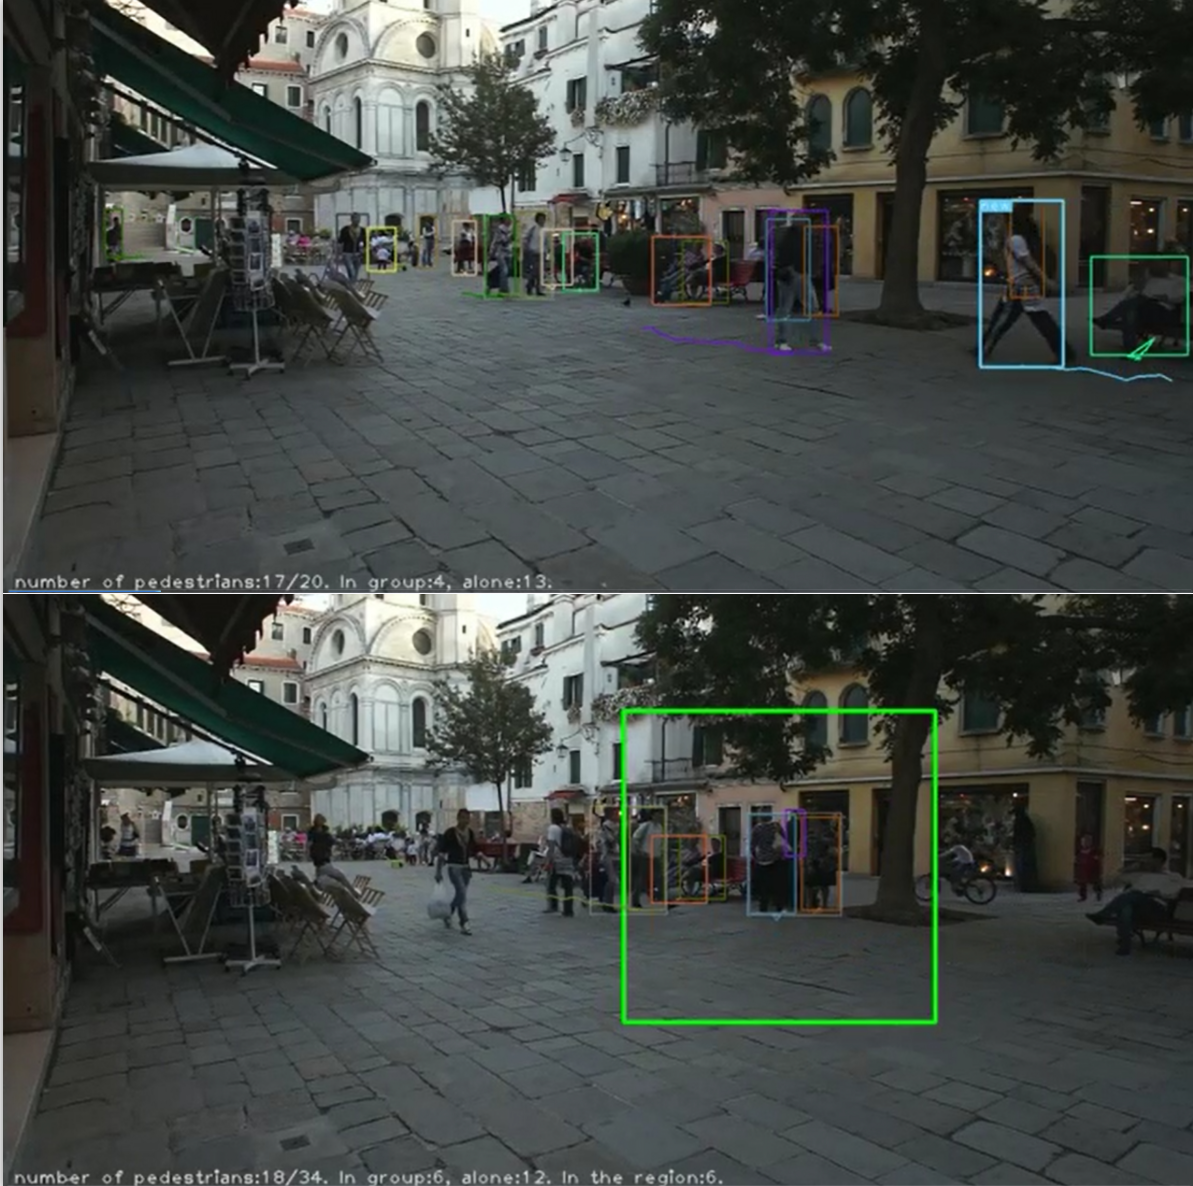 new
number of pedestrians:17/20. In group:4, alone:13.
number of pedestrians:18/34. In group:6, alone:12. In the region:6.